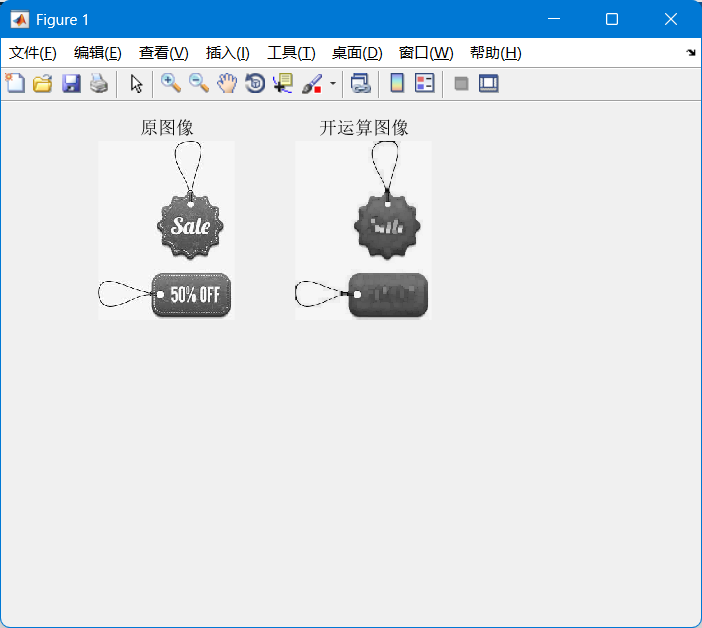 Figure 1
文件(F) 编辑(E) 查看(V) 插入(I) 工具(T) 桌面(D) 窗口(W) 帮助(H)
原图像 开运算图像
Sale
50% OFF